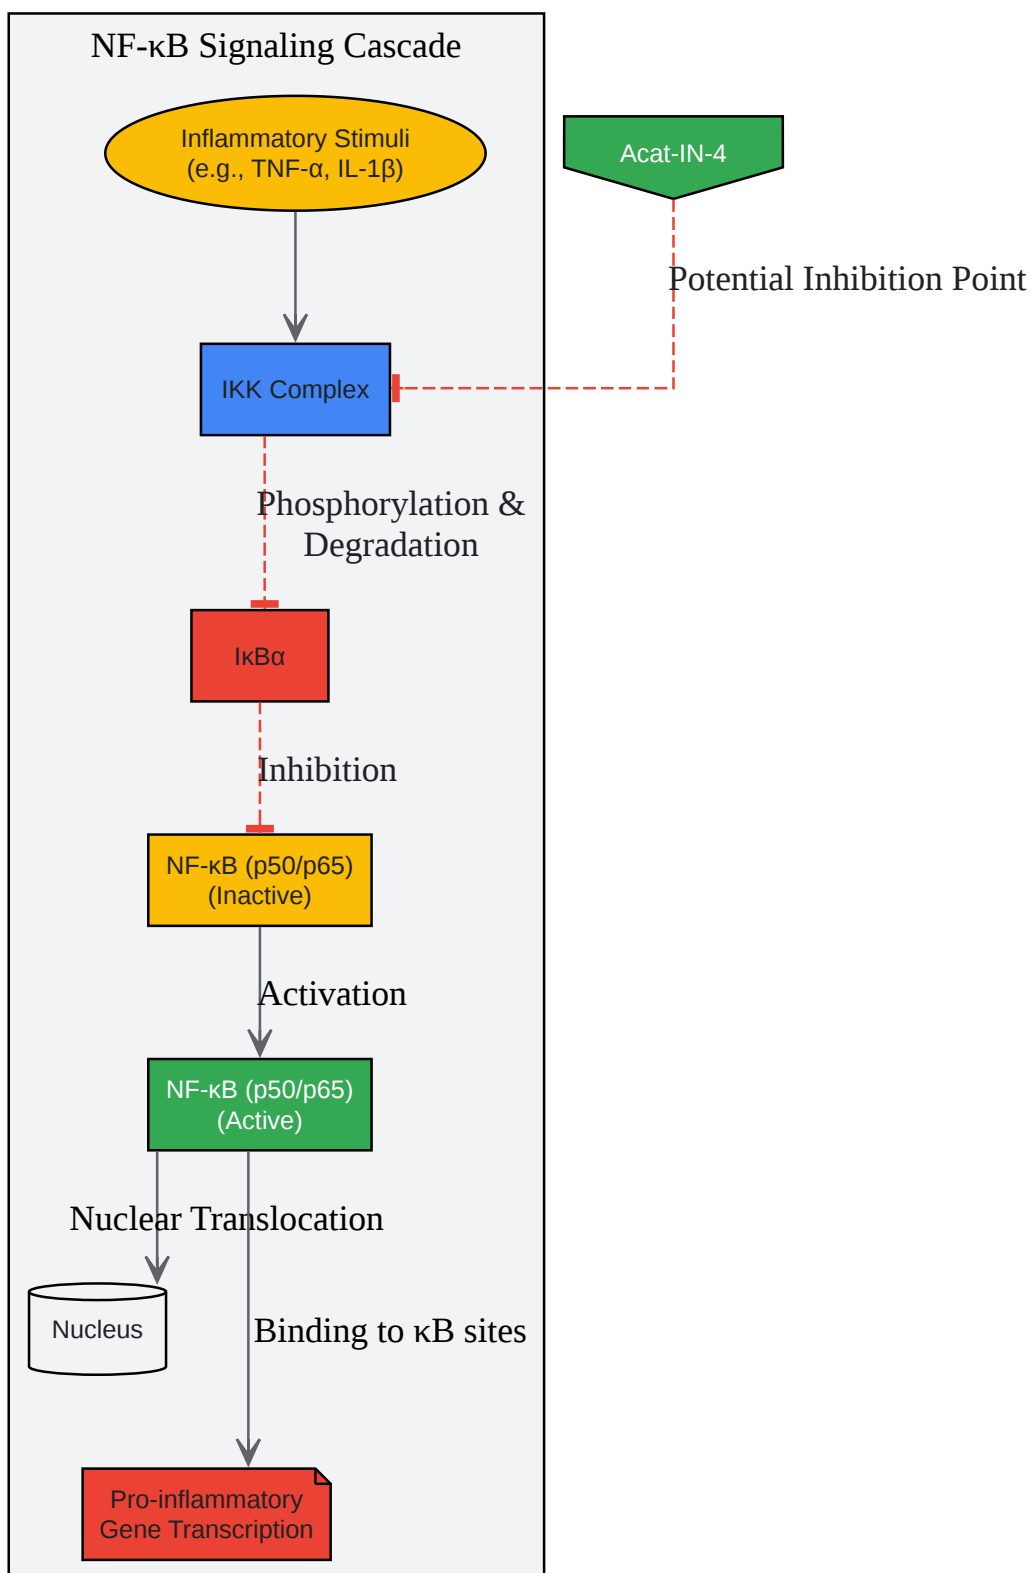 NF-κB Signaling Cascade
Inflammatory Stimuli
(e.g., TNF-α, IL-1β)
Acat-IN-4
Potential Inhibition Point
IKK Complex
Phosphorylation &
Degradation
IκBα
Inhibition
NF-κB (p50/p65)
(Inactive)
Activation
NF-κB (p50/p65)
(Active)
Nuclear Translocation
Nucleus
Binding to κB sites
Pro-inflammatory
Gene Transcription